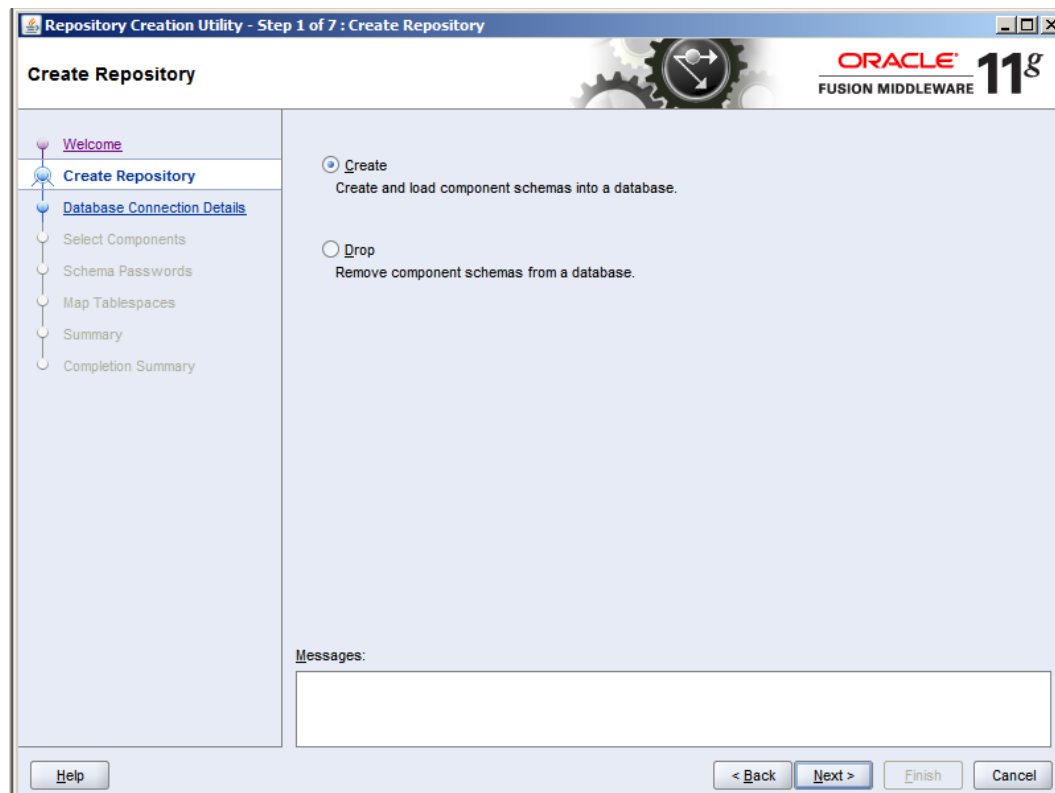 Repository Creation Utility - Step 1 of 7 : Create Repository
Create Repository
ORACLE
FUSION MIDDLEWARE 11g
Welcome
Create Repository
Database Connection Details
Select Components
Schema Passwords
Map Tablespaces
Summary
Completion Summary
Create
Create and load component schemas into a database.
Drop
Remove component schemas from a database.
Messages:
Help
< Back
Next >
Finish
Cancel